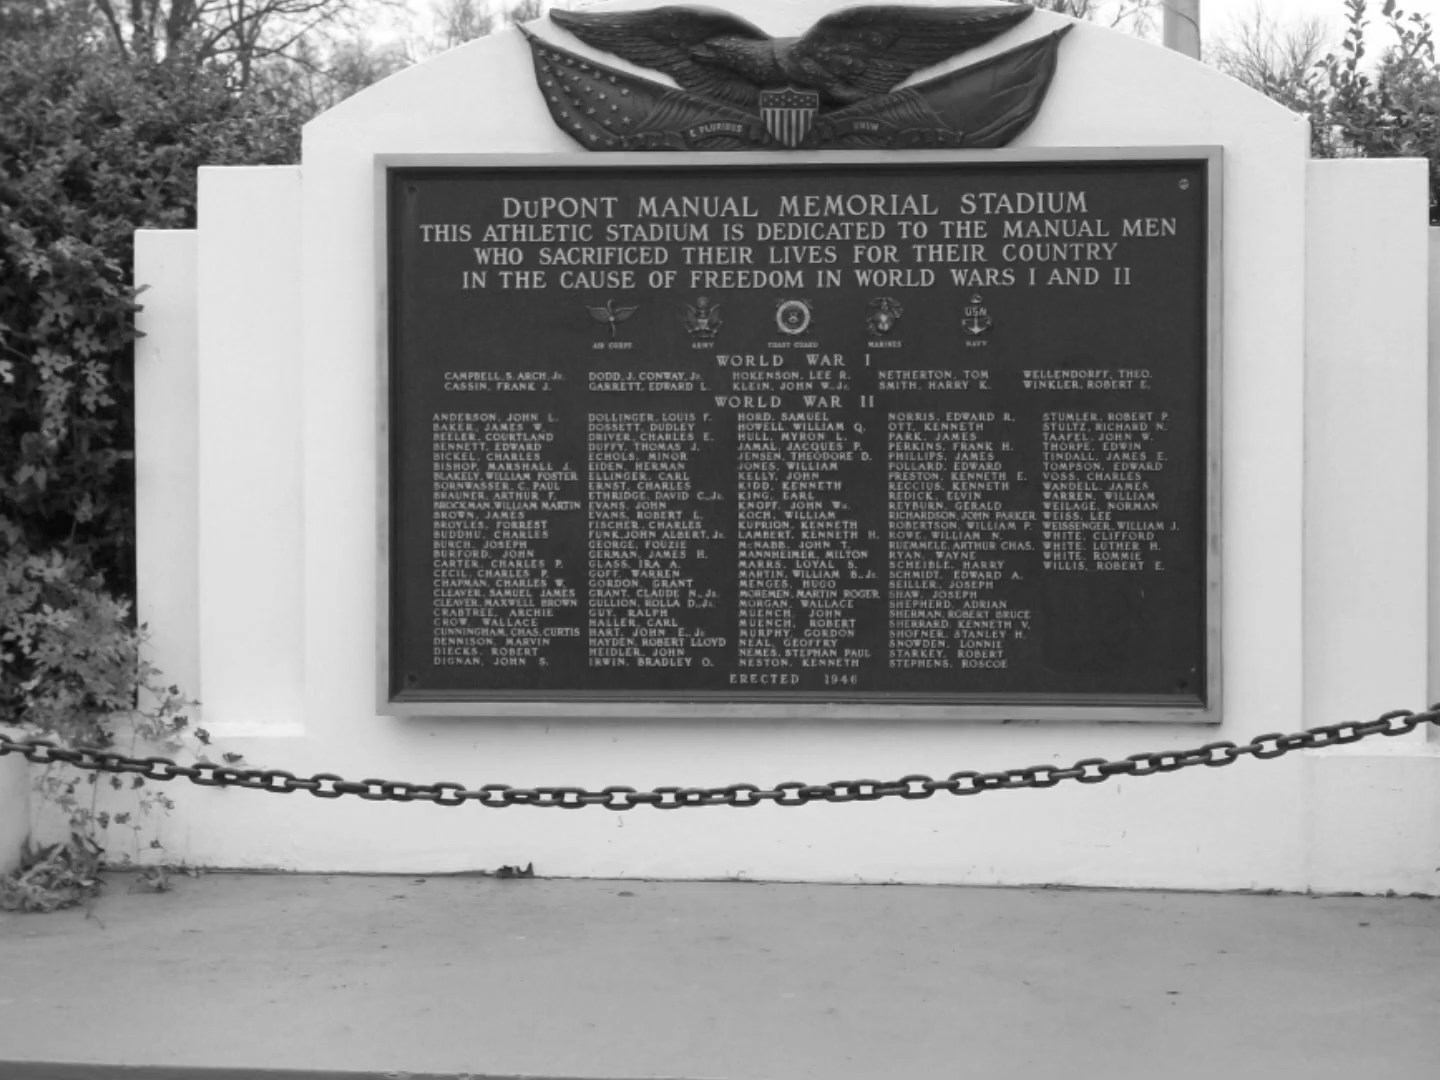 E PLURIBUS UNUM
DuPONT MANUAL MEMORIAL STADIUM
THIS ATHLETIC STADIUM IS DEDICATED TO THE MANUAL MEN
WHO SACRIFICED THEIR LIVES FOR THEIR COUNTRY
IN THE CAUSE OF FREEDOM IN WORLD WARS I AND II
USN
AIR CORPS ARMY COAST GUARD MARINES NAVY
WORLD WAR I
CAMPBELL, S. ARCH, Jr. DODD, J. CONWAY, Jr. HOKENSON, LEE R. NETHERTON, TOM WELLENDORFF, THEO.
CASSIN, FRANK J. GARRETT, EDWARD L. KLEIN, JOHN W., Jr. SMITH, HARRY K. WINKLER, ROBERT E.
WORLD WAR II
ANDERSON, JOHN L.
BAKER, JAMES W.
BEELER, COURTLAND
BENNETT, EDWARD
BICKEL, CHARLES
BISHOP, MARSHALL J.
BLAKELY, WILLIAM FOSTER
BORNWASSER, C. PAUL
BRAUNER, ARTHUR F.
BROCKMAN, WILLIAM MARTIN
BROWN, JAMES
BROYLES, FORREST
BUDDHU, CHARLES
BURCH, JOSEPH
BURFORD, JOHN
CARTER, CHARLES P.
CECIL, CHARLES P.
CHAPMAN, CHARLES W.
CLEAVER, SAMUEL JAMES
CLEAVER, MAXWELL BROWN
CRABTREE, ARCHIE
CROW, WALLACE
CUNNINGHAM, CHAS. CURTIS
DENNISON, MARVIN
DIECKS, ROBERT
DIGNAN, JOHN S.
DOLLINGER, LOUIS F.
DOSSETT, DUDLEY
DRIVER, CHARLES E.
DUFFY, THOMAS J.
ECHOLS, MINOR
EIDEN, HERMAN
ELLINGER, CARL
ERNST, CHARLES
ETHRIDGE, DAVID C., Jr.
EVANS, JOHN
EVANS, ROBERT L.
FISCHER, CHARLES
FUNK, JOHN ALBERT, Jr.
GEORGE, FOUZIE
GERMAN, JAMES H.
GLASS, IRA A.
GOFF, WARREN
GORDON, GRANT
GRANT, CLAUDE N., Jr.
GULLION, ROLLA D., Jr.
GUY, RALPH
HALLER, CARL
HART, JOHN E., Jr.
HAYDEN, ROBERT LLOYD
HEIDLER, JOHN
IRWIN, BRADLEY O.
HORD, SAMUEL
HOWELL, WILLIAM Q.
HULL, MYRON L.
JAMAL, JACQUES P.
JENSEN, THEODORE D.
JONES, WILLIAM
KELLY, JOHN
KIDD, KENNETH
KING, EARL
KNOPF, JOHN Wm.
KOCH, WILLIAM
KUPRION, KENNETH
LAMBERT, KENNETH H.
McNABB, JOHN T.
MANNHEIMER, MILTON
MARRS, LOYAL S.
MARTIN, WILLIAM B., Jr.
MENGES, HUGO
MOREMEN, MARTIN ROGER
MORGAN, WALLACE
MUENCH, JOHN
MUENCH, ROBERT
MURPHY, GORDON
NEAL, GEOFFRY
NEMES, STEPHAN PAUL
NESTON, KENNETH
NORRIS, EDWARD R.
OTT, KENNETH
PARK, JAMES
PERKINS, FRANK H.
PHILLIPS, JAMES
POLLARD, EDWARD
PRESTON, KENNETH E.
RECCIUS, KENNETH
REDICK, ELVIN
REYBURN, GERALD
RICHARDSON, JOHN PARKER
ROBERTSON, WILLIAM P.
ROWE, WILLIAM N.
RUEMMELE, ARTHUR CHAS.
RYAN, WAYNE
SCHEIBLE, HARRY
SCHMIDT, EDWARD A.
SEILLER, JOSEPH
SHAW, JOSEPH
SHEPHERD, ADRIAN
SHERMAN, ROBERT BRUCE
SHERRARD, KENNETH V.
SHOFNER, STANLEY H.
SNOWDEN, LONNIE
STARKEY, ROBERT
STEPHENS, ROSCOE
STUMLER, ROBERT P.
STULTZ, RICHARD N.
TAAFEL, JOHN W.
THORPE, EDWIN
TINDALL, JAMES E.
TOMPSON, EDWARD
VOSS, CHARLES
WANDELL, JAMES
WARREN, WILLIAM
WEILAGE, NORMAN
WEISS, LEE
WEISSENGER, WILLIAM J.
WHITE, CLIFFORD
WHITE, LUTHER H.
WHITE, ROMMIE
WILLIS, ROBERT E.
ERECTED 1946